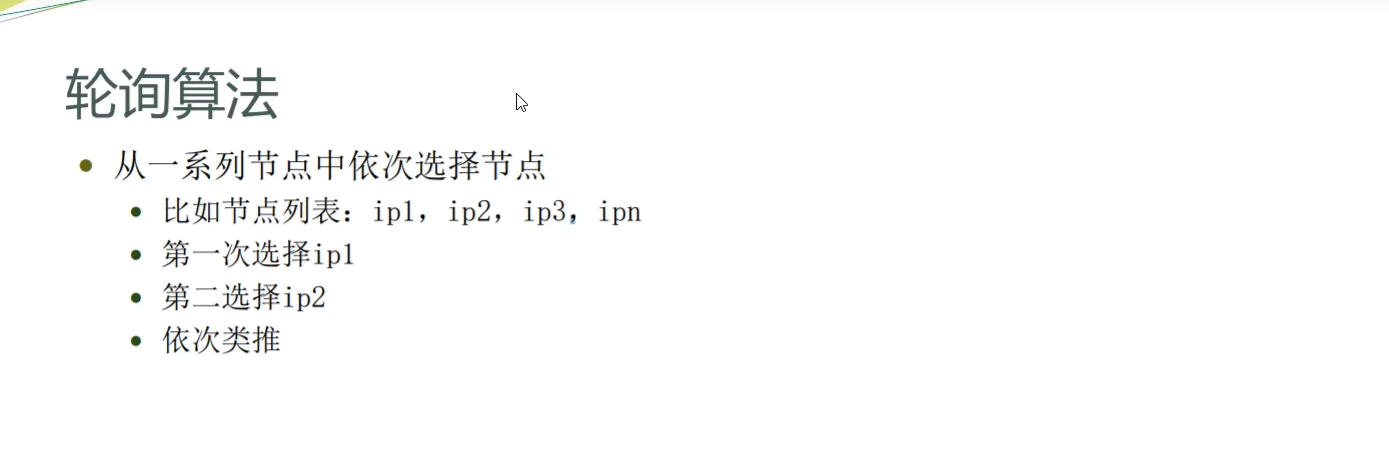 轮询算法
从一系列节点中依次选择节点
比如节点列表：ip1，ip2，ip3，ipn
第一次选择ip1
第二选择ip2
依次类推